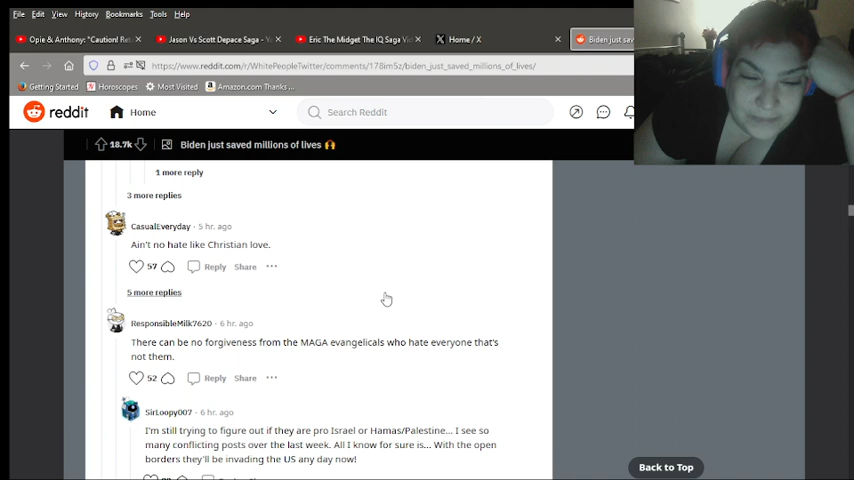 File Edit View History Bookmarks Tools Help
Opie & Anthony: "Caution! Ret
Jason Vs Scott Depace Saga - Y
Eric The Midget The IQ Saga
Home / X
Biden just sav
https://www.reddit.com/r/WhitePeopleTwitter/comments/178im5z/biden_just_saved_millions_of_lives/
Getting Started Horoscopes Most Visited Amazon.com Thanks ...
reddit Home Search Reddit
18.7k Biden just saved millions of lives 🙌
1 more reply
3 more replies
CasualEveryday · 5 hr. ago
Ain't no hate like Christian love.
57 Reply Share ...
5 more replies
ResponsibleMilk7620 · 6 hr. ago
There can be no forgiveness from the MAGA evangelicals who hate everyone that's
not them.
52 Reply Share ...
SirLoopy007 · 6 hr. ago
I'm still trying to figure out if they are pro Israel or Hamas/Palestine... I see so
many conflicting posts over the last week. All I know for sure is... With the open
borders they'll be invading the US any day now!
Back to Top